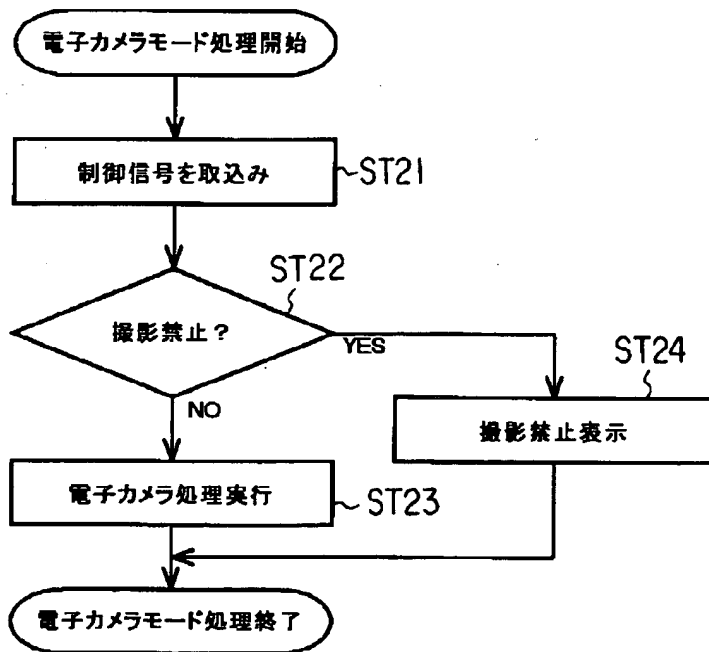 電子カメラモード処理開始
制御信号を取込み
ST21
ST22
撮影禁止？
YES
ST24
NO
撮影禁止表示
電子カメラ処理実行
ST23
電子カメラモード処理終了